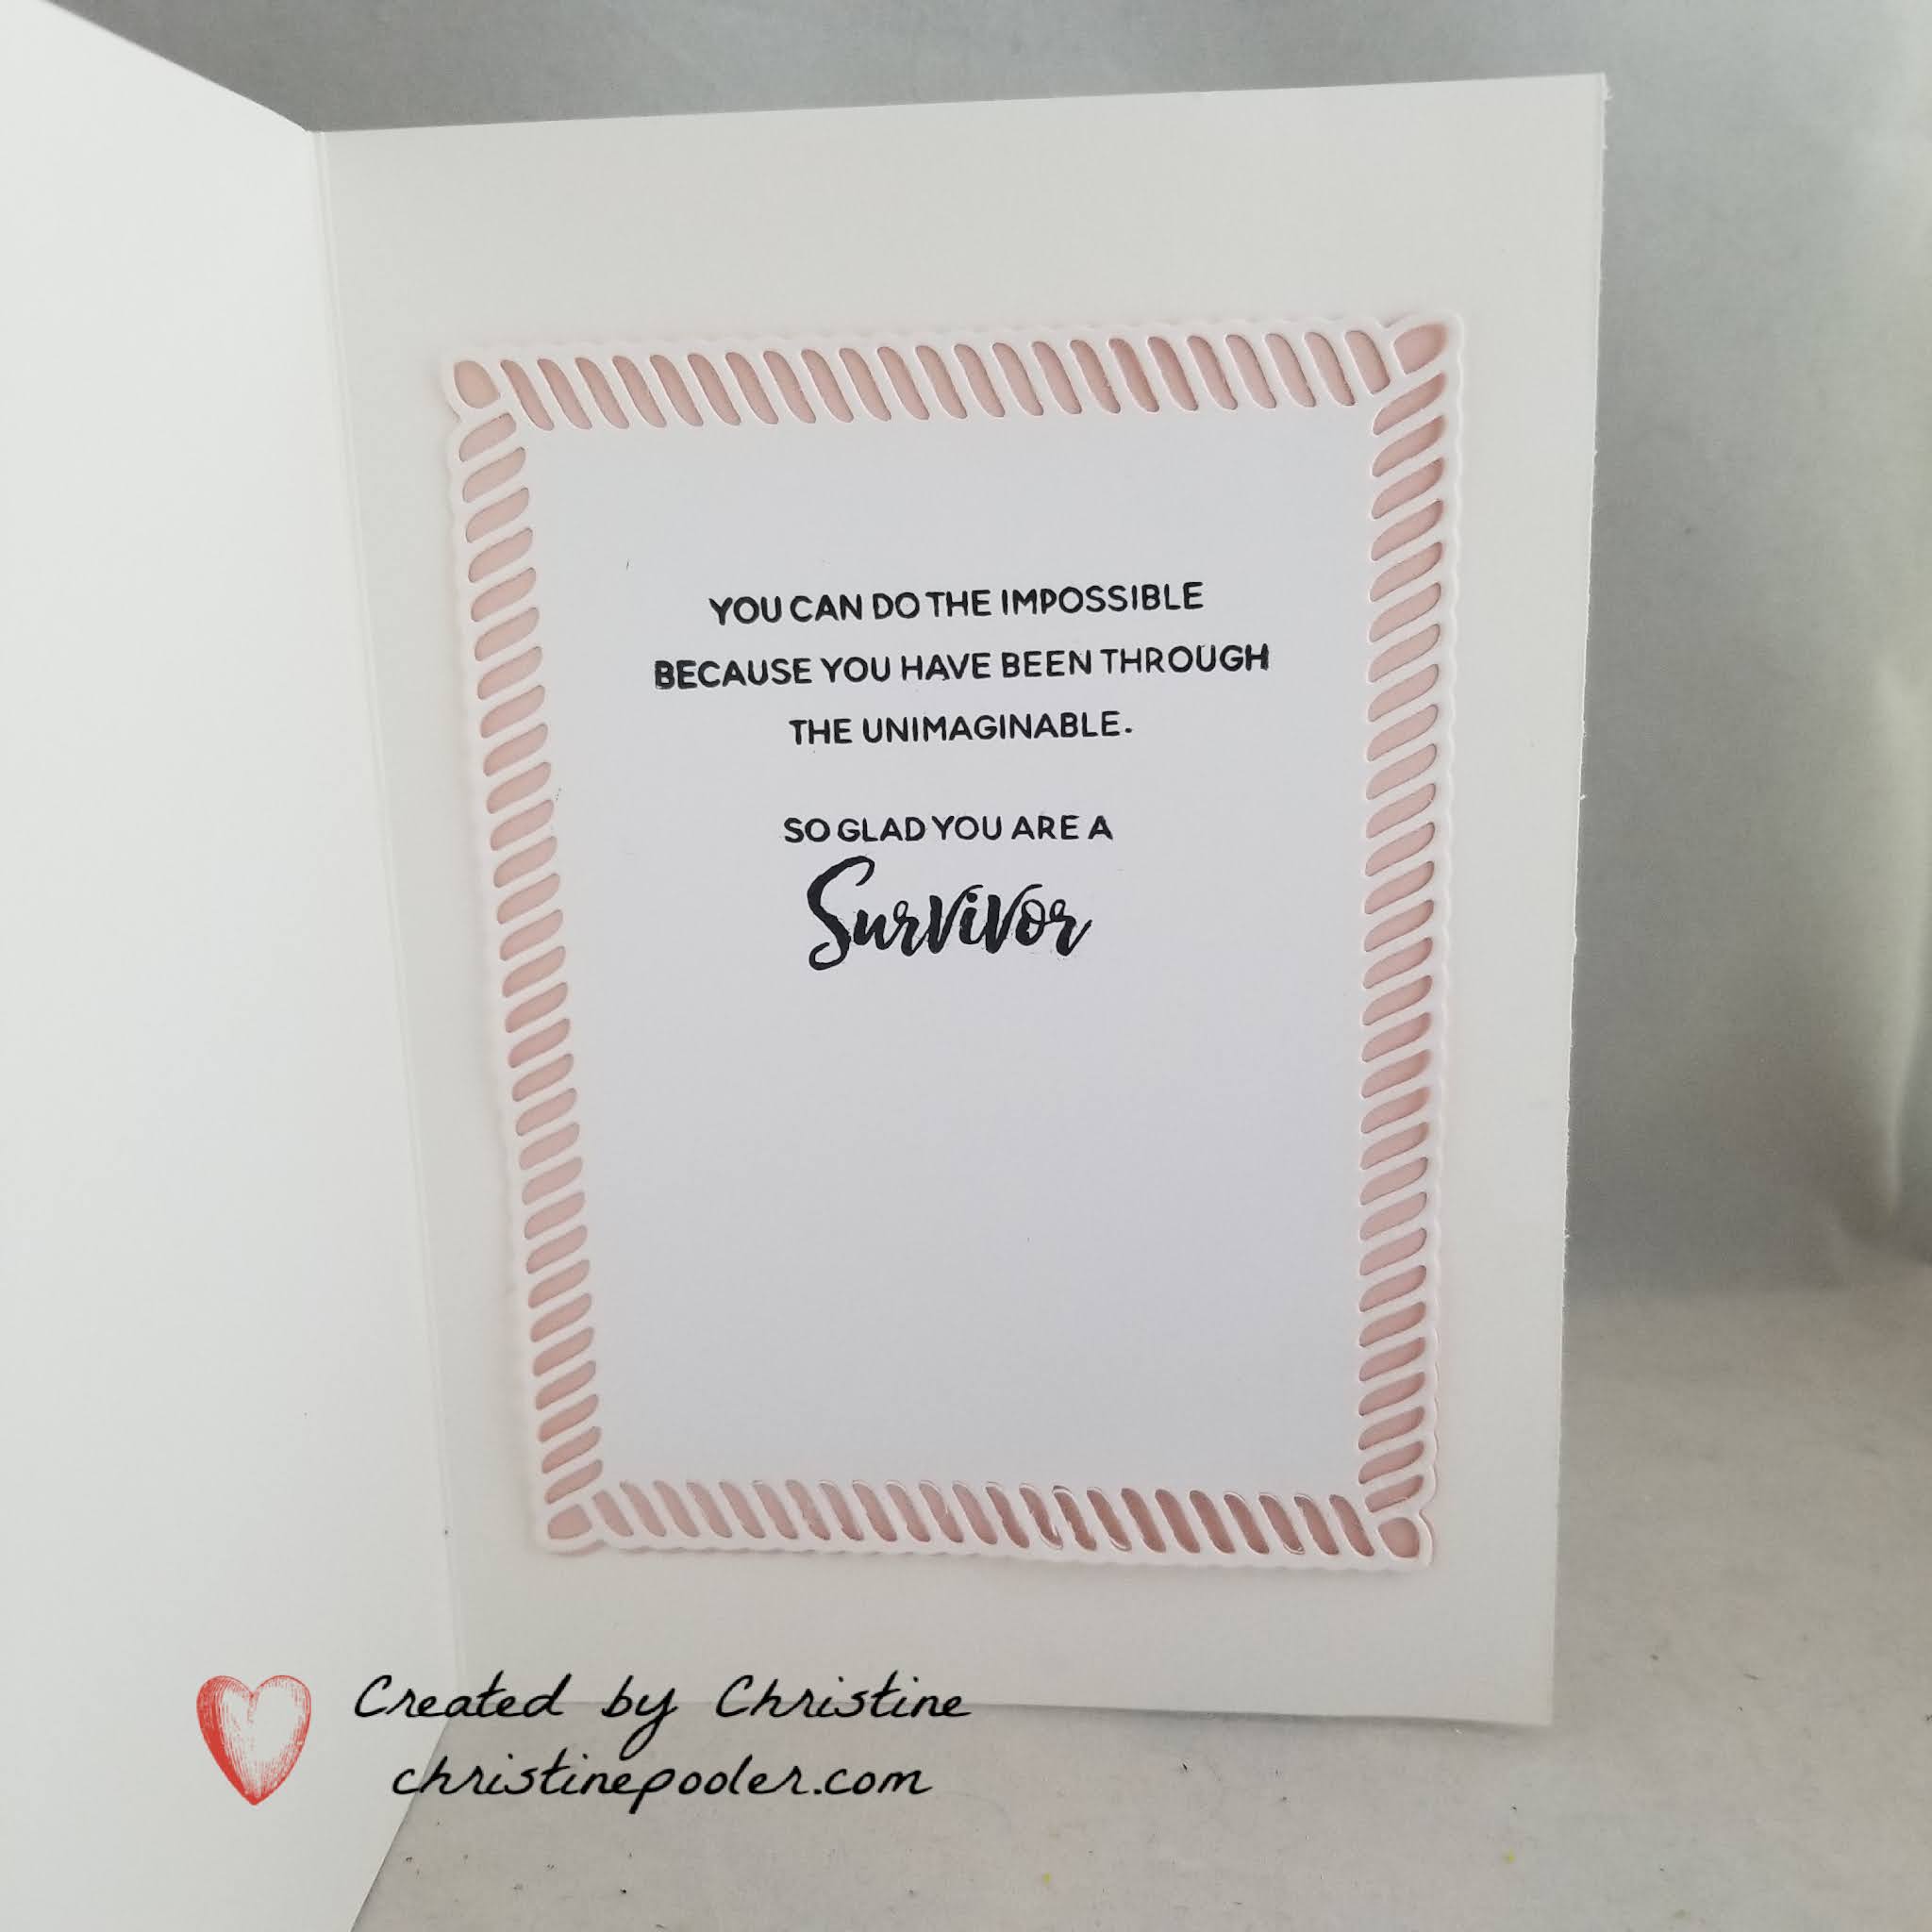 YOU CAN DO THE IMPOSSIBLE
BECAUSE YOU HAVE BEEN THROUGH
THE UNIMAGINABLE.
SO GLAD YOU ARE A
Survivor
Created by Christine
christinepooler.com